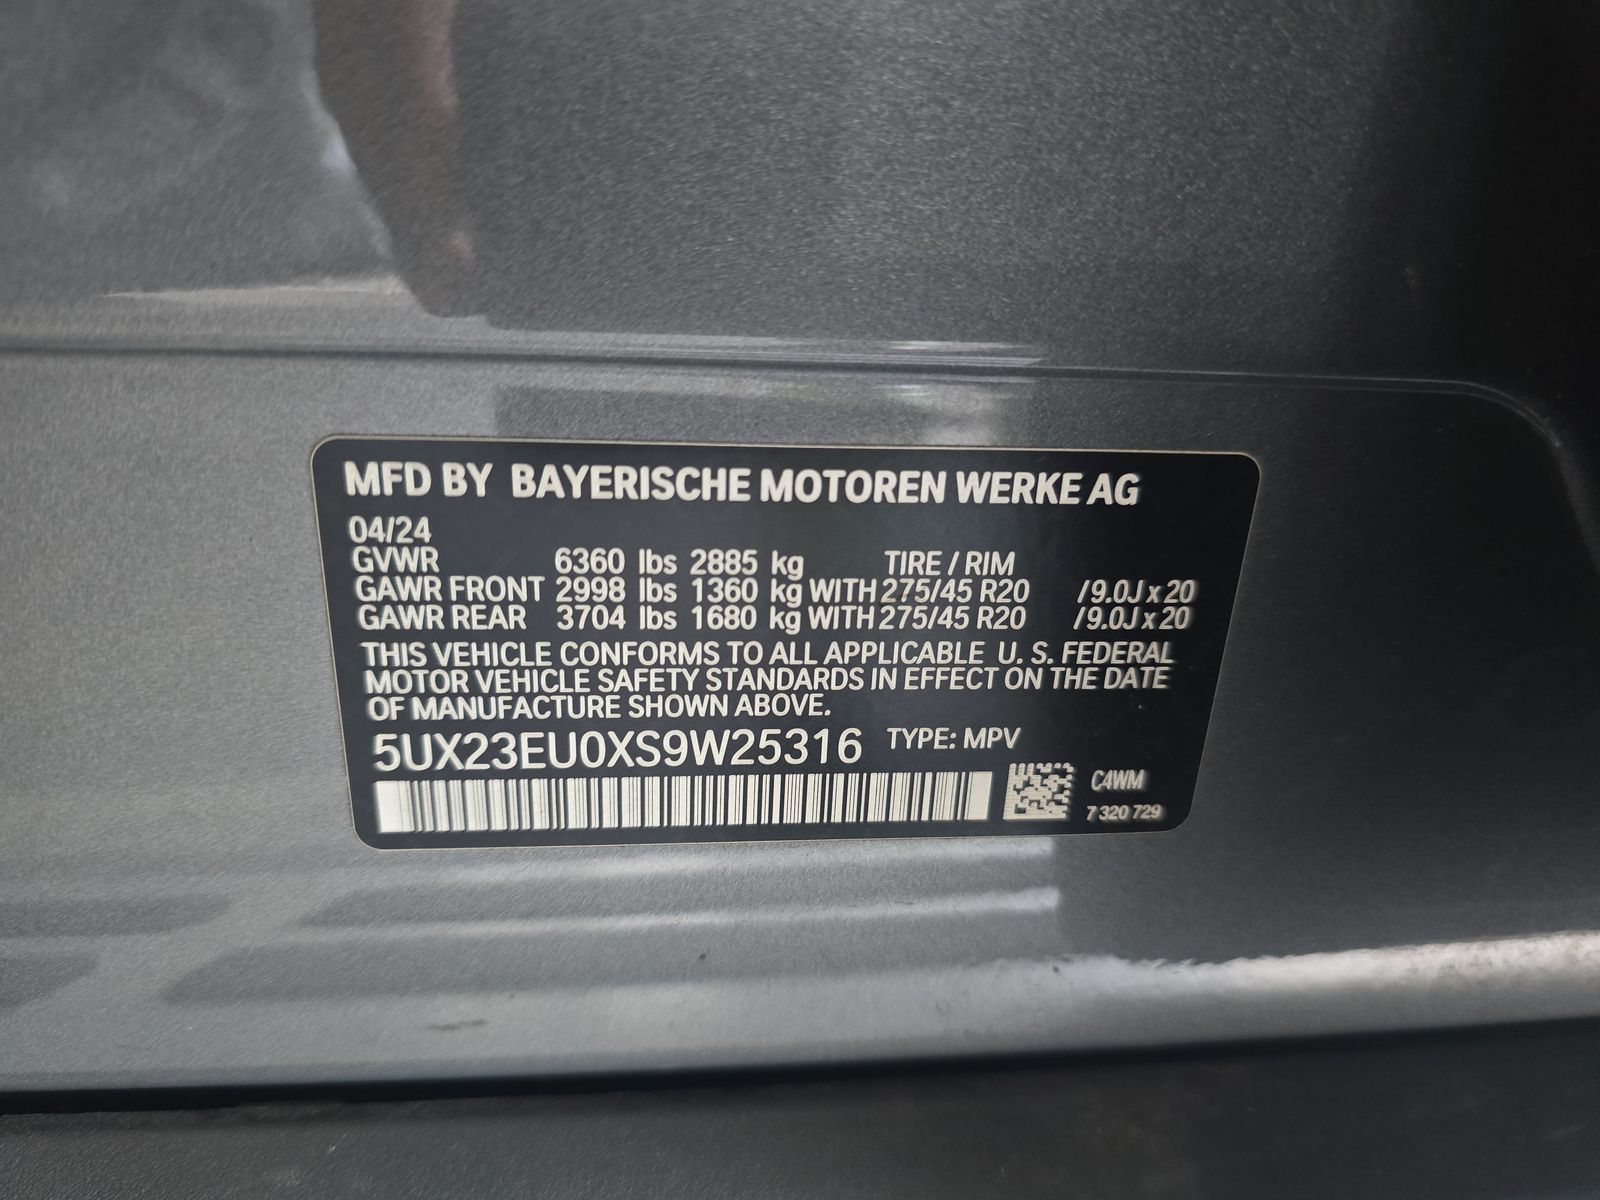 MFD BY BAYERISCHE MOTOREN WERKE AG
04/24
GVWR 6360 lbs 2885 kg TIRE / RIM
GAWR FRONT 2998 lbs 1360 kg WITH 275/45 R20 / 9.0J x 20
GAWR REAR 3704 lbs 1680 kg WITH 275/45 R20 / 9.0J x 20
THIS VEHICLE CONFORMS TO ALL APPLICABLE U. S. FEDERAL
MOTOR VEHICLE SAFETY STANDARDS IN EFFECT ON THE DATE
OF MANUFACTURE SHOWN ABOVE.
5UX23EU0XS9W25316 TYPE: MPV
C4WM
7 320 729